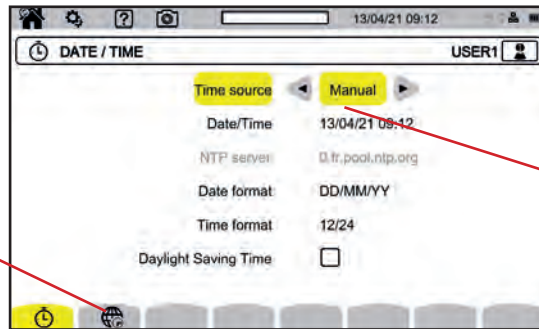 13/04/21 09:12
DATE / TIME USER1
Time source Manual
Date/Time 13/04/21 09:12
NTP server 0.fr.pool.ntp.org
Date format DD/MM/YY
Time format 12/24
Daylight Saving Time